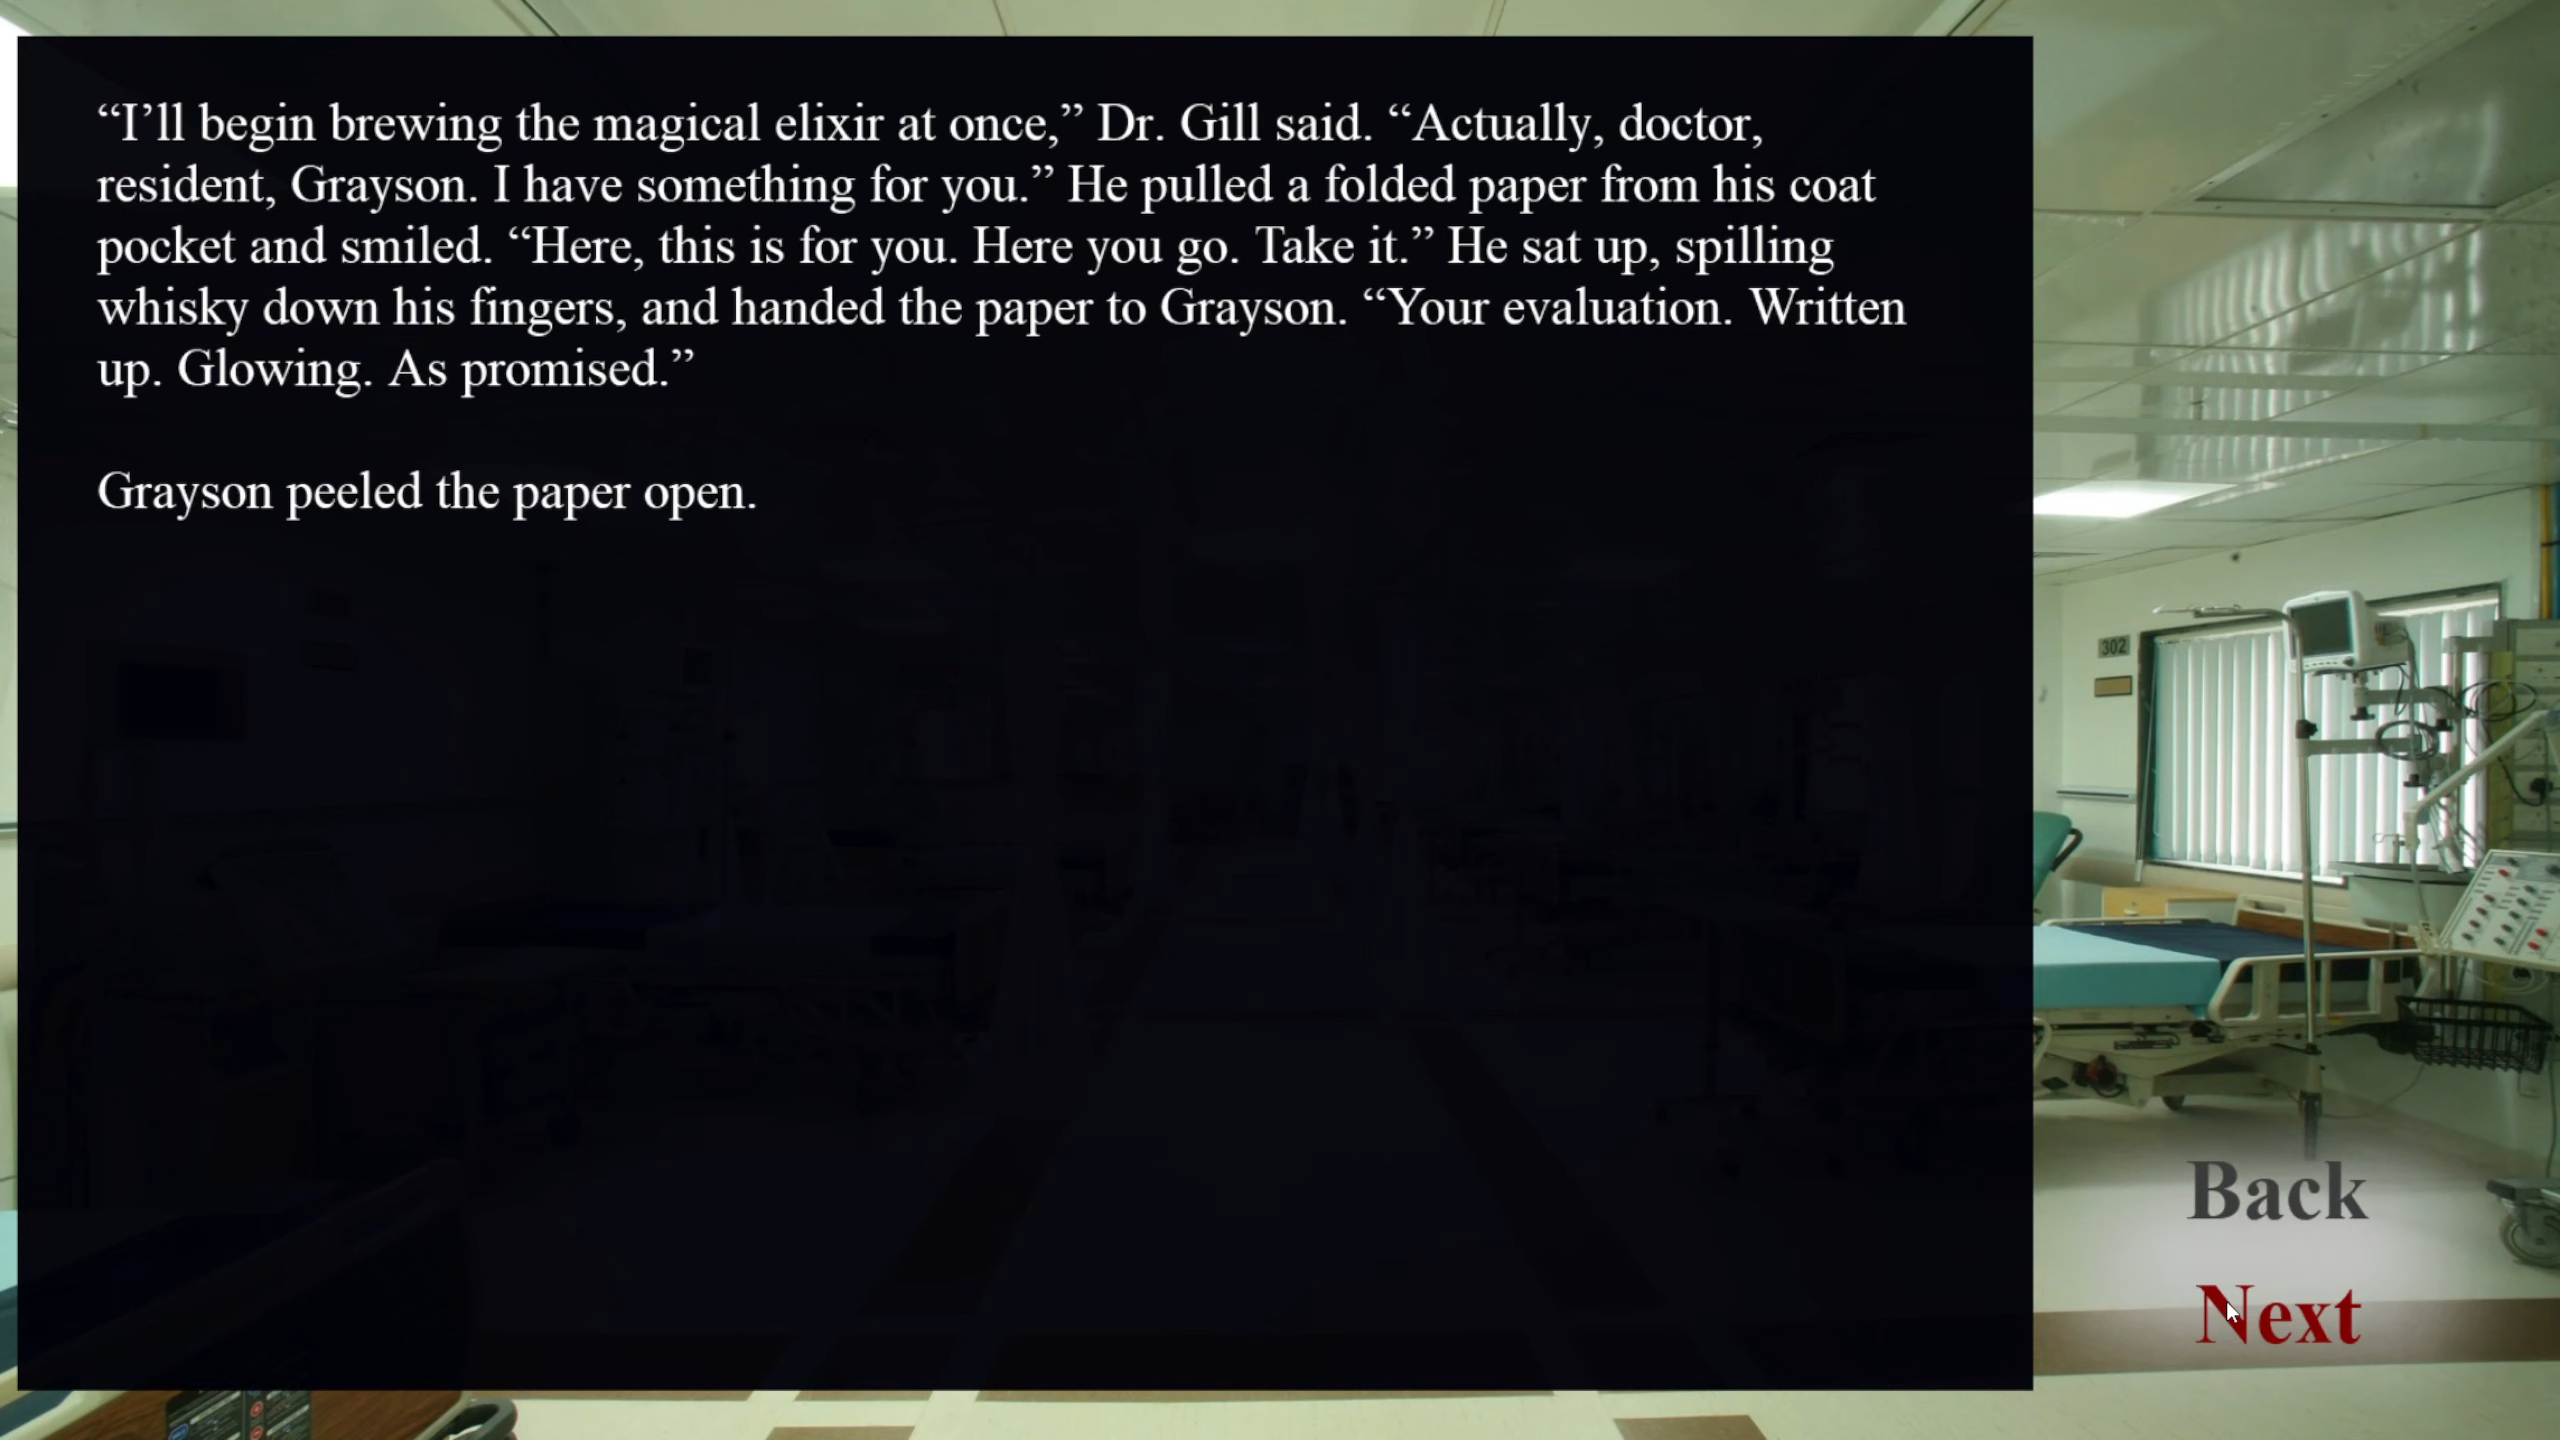 “I’ll begin brewing the magical elixir at once,” Dr. Gill said. “Actually, doctor,
resident, Grayson. I have something for you.” He pulled a folded paper from his coat
pocket and smiled. “Here, this is for you. Here you go. Take it.” He sat up, spilling
whisky down his fingers, and handed the paper to Grayson. “Your evaluation. Written
up. Glowing. As promised.”
Grayson peeled the paper open.
302
Back
Next